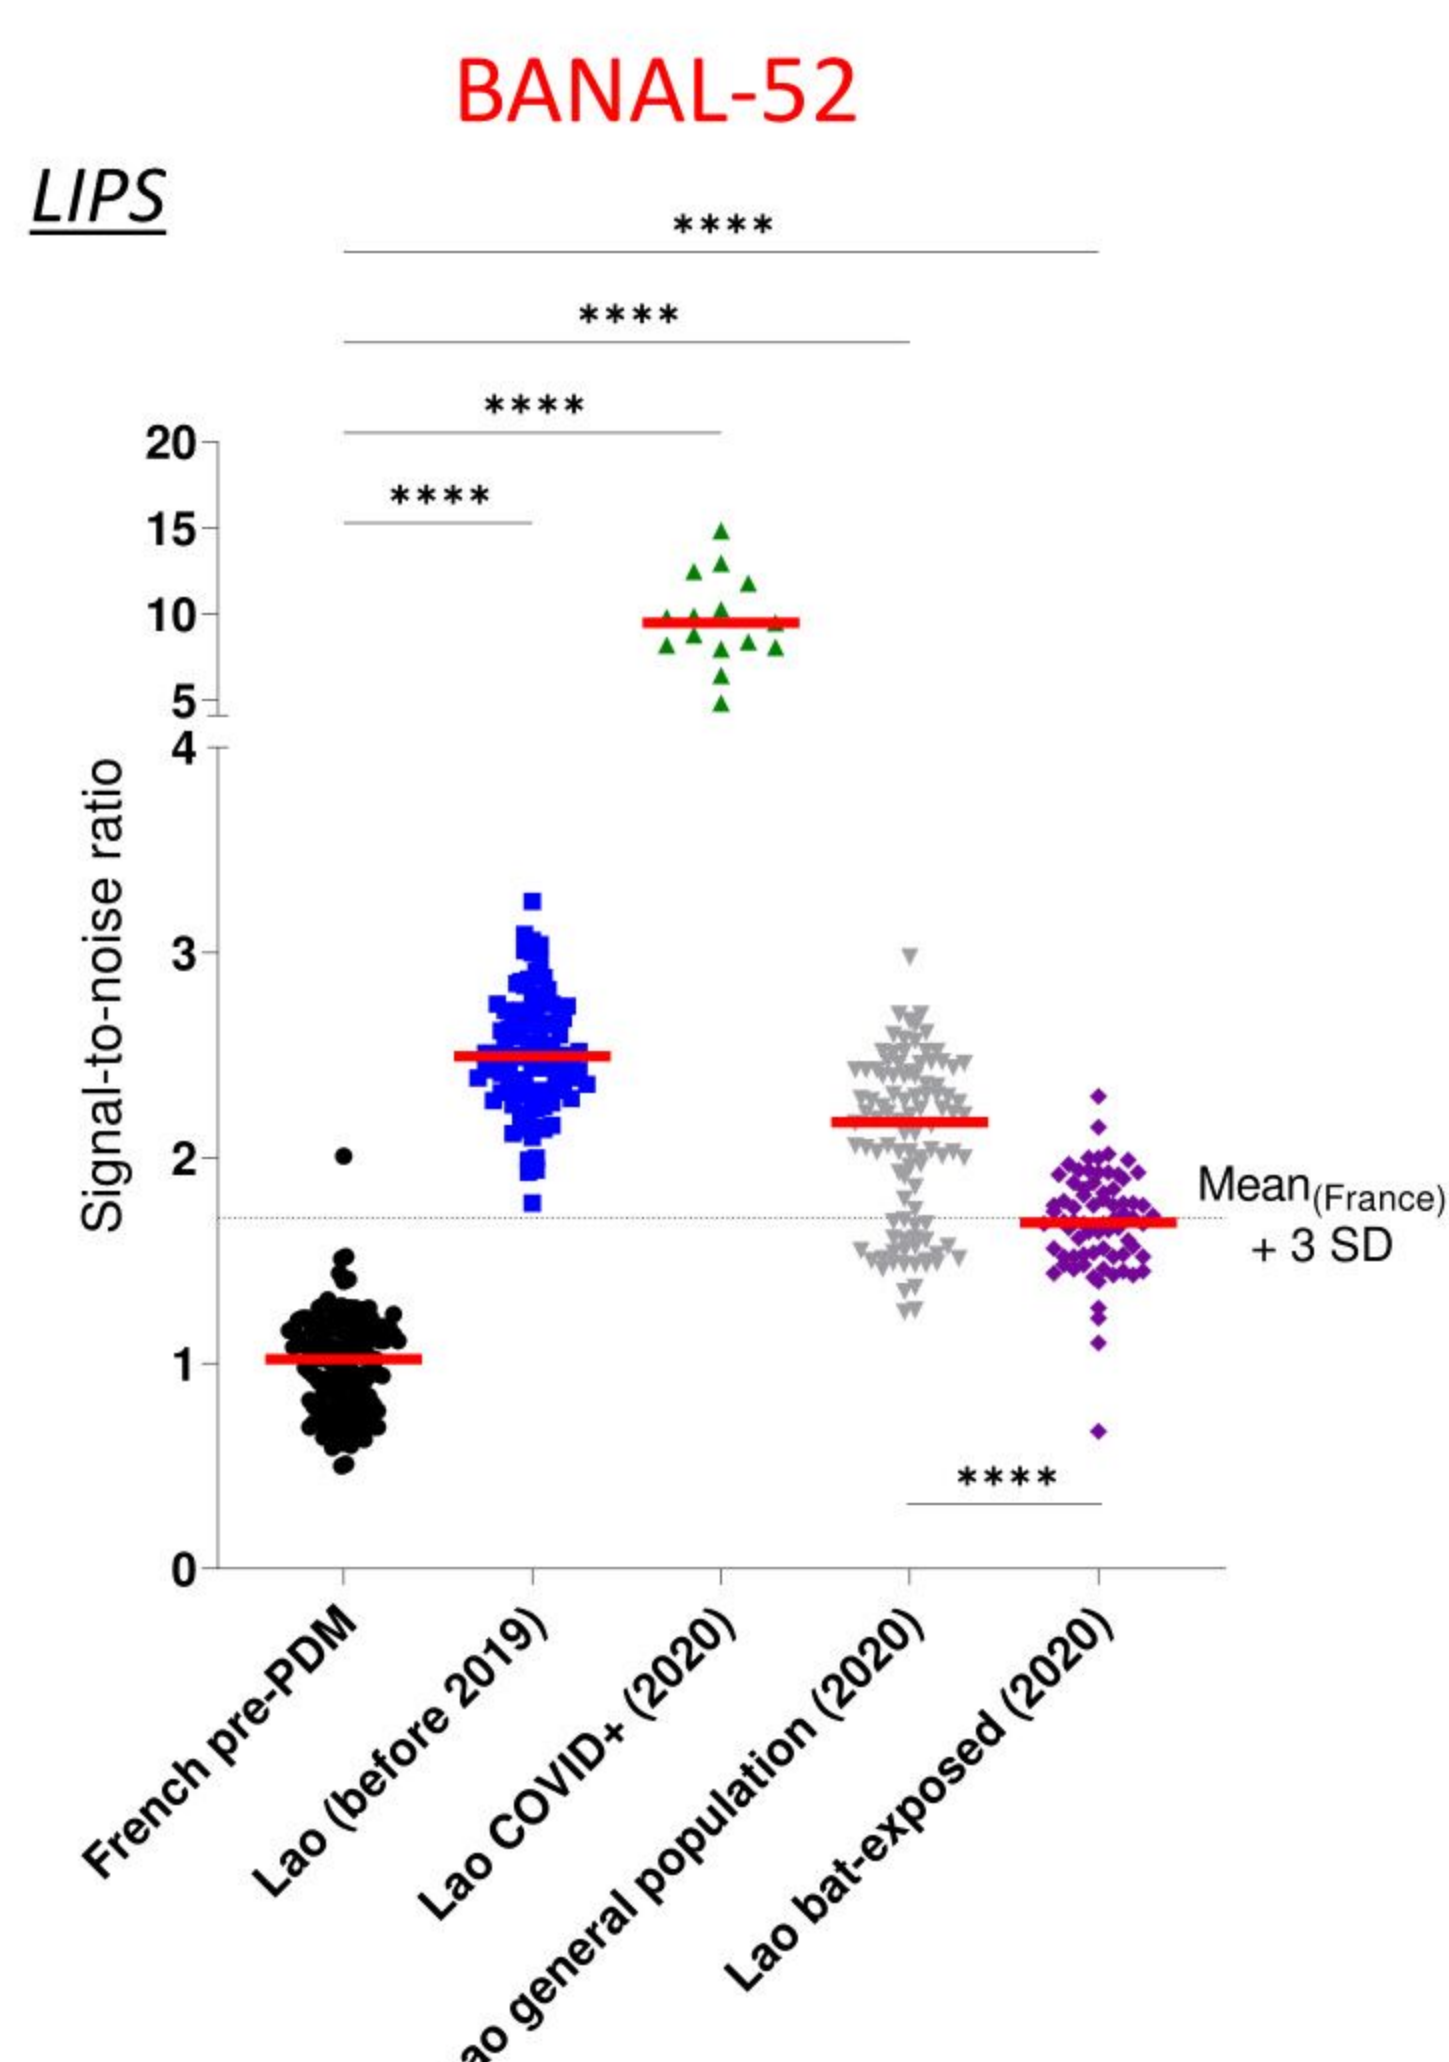 BANAL-52
LIPS
****
****
****
****
20
15
10
5
4
3
2
1
0
Signal-to-noise ratio
Mean(France)
+ 3 SD
****
French pre-PDM
Lao (before 2019)
Lao COVID+ (2020)
ao general population (2020)
Lao bat-exposed (2020)